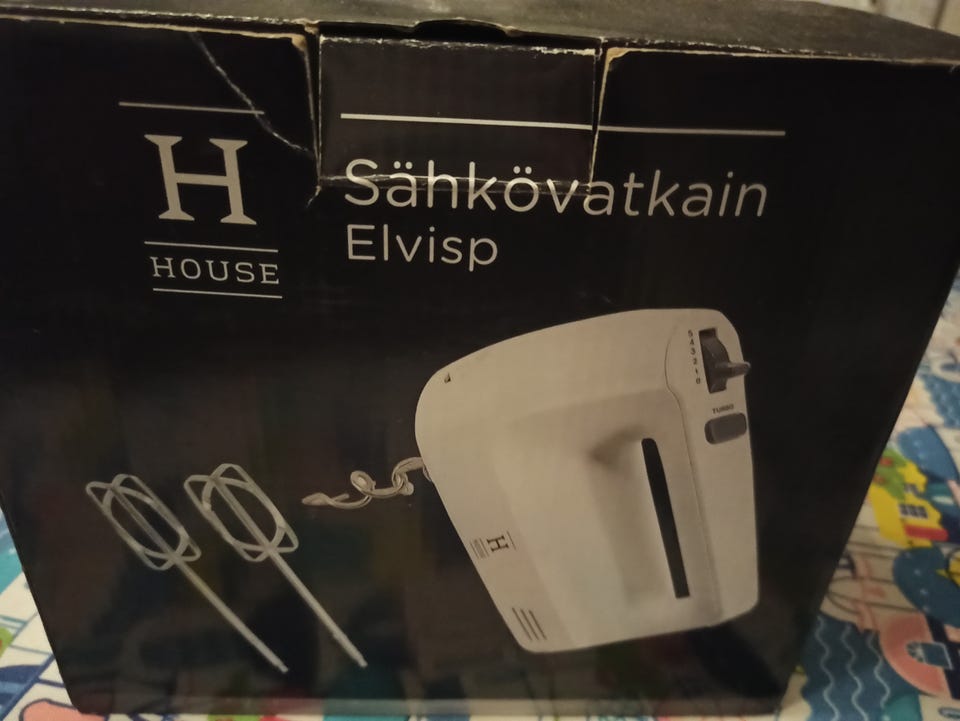 H
HOUSE
Sähkövatkain
Elvisp
5
4
3
2
1
0
TURBO
H